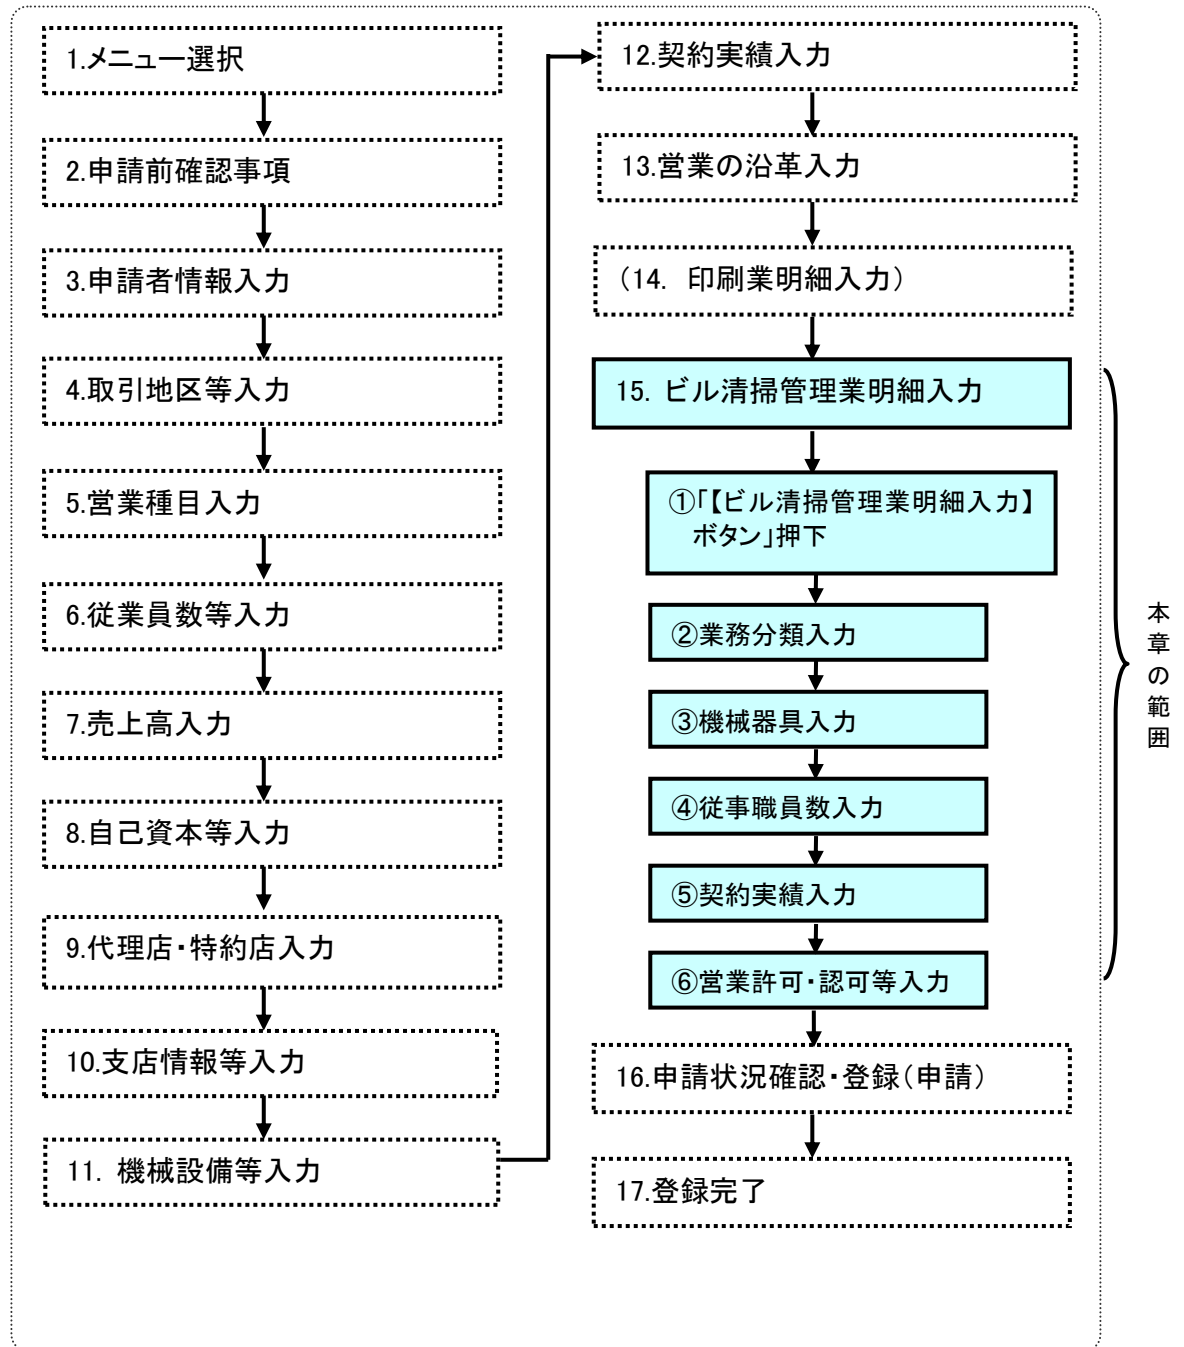 1.メニュー選択
2.申請前確認事項
3.申請者情報入力
4.取引地区等入力
5.営業種目入力
6.従業員数等入力
7.売上高入力
8.自己資本等入力
9.代理店・特約店入力
10.支店情報等入力
11. 機械設備等入力
12.契約実績入力
13.営業の沿革入力
(14. 印刷業明細入力)
15. ビル清掃管理業明細入力
①「【ビル清掃管理業明細入力】
ボタン」押下
②業務分類入力
③機械器具入力
④従事職員数入力
⑤契約実績入力
⑥営業許可・認可等入力
16.申請状況確認・登録(申請)
17.登録完了
本章の範囲